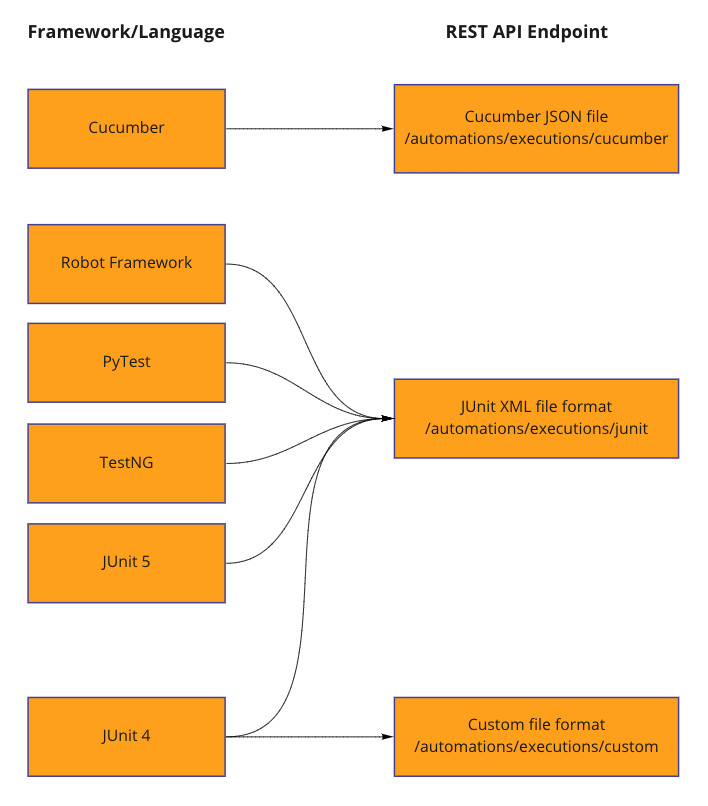 Framework/Language
REST API Endpoint
Cucumber
Cucumber JSON file
/automations/executions/cucumber
Robot Framework
PyTest
TestNG
JUnit 5
JUnit XML file format
/automations/executions/junit
JUnit 4
Custom file format
/automations/executions/custom